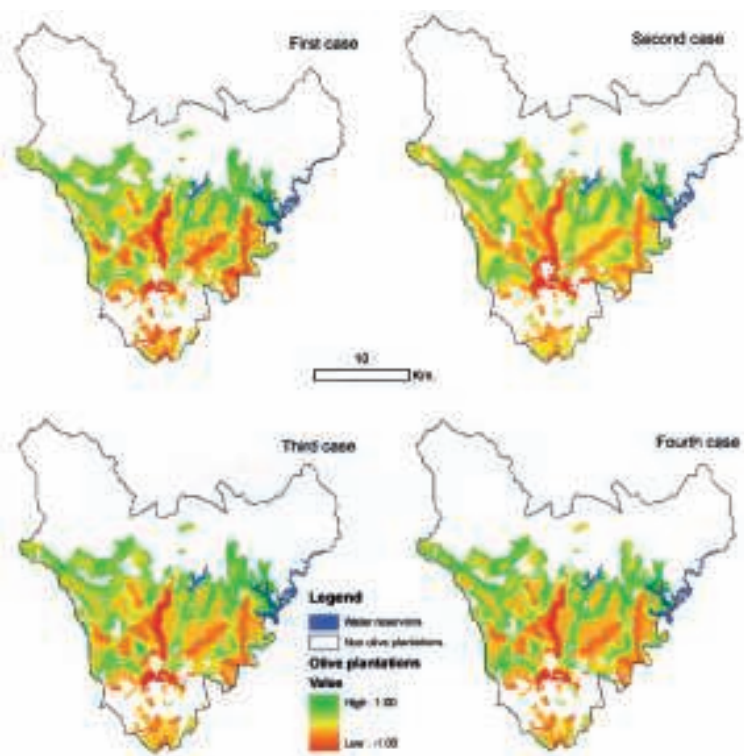 First case
Second case
10
Km.
Third case
Fourth case
Legend
Water reservoirs
Non olive plantations
Olive plantations
Value
High : 1.00
Low : -1.00